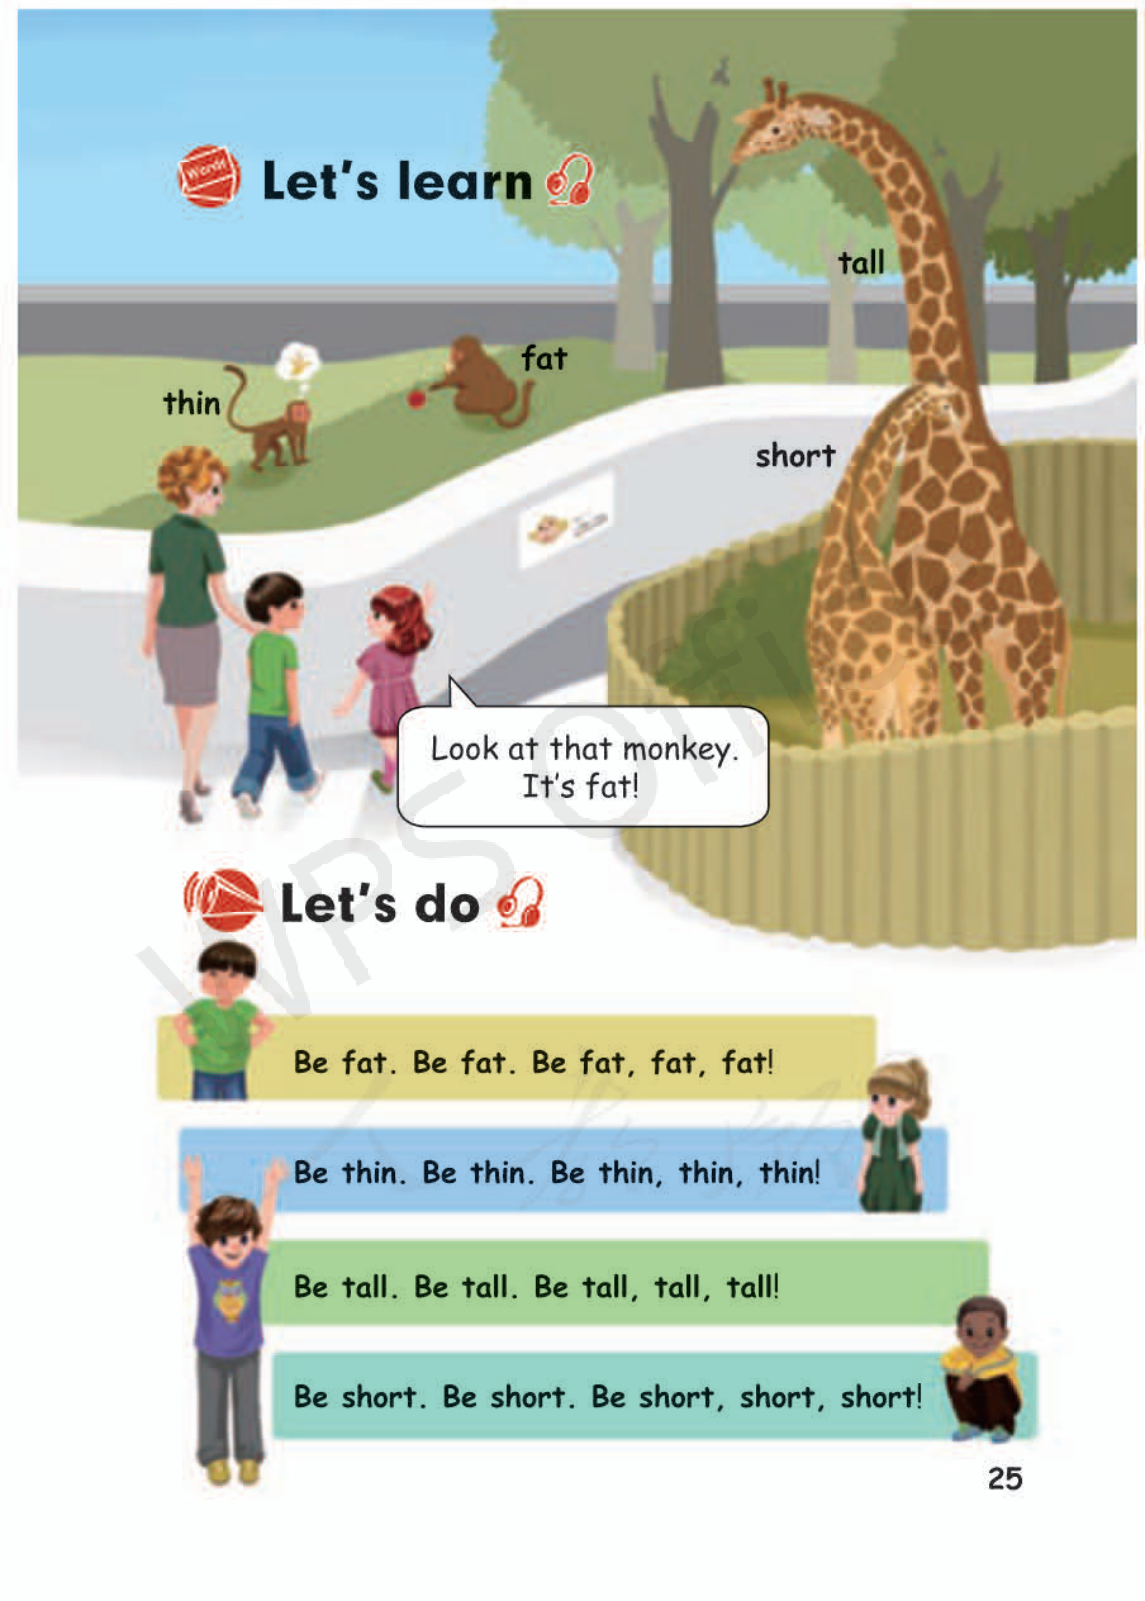 Words
Let's learn
tall
fat
thin
short
Look at that monkey.
It's fat!
Let's do
Be fat. Be fat. Be fat, fat, fat!
Be thin. Be thin. Be thin, thin, thin!
Be tall. Be tall. Be tall, tall, tall!
Be short. Be short. Be short, short, short!
25
WPS Office